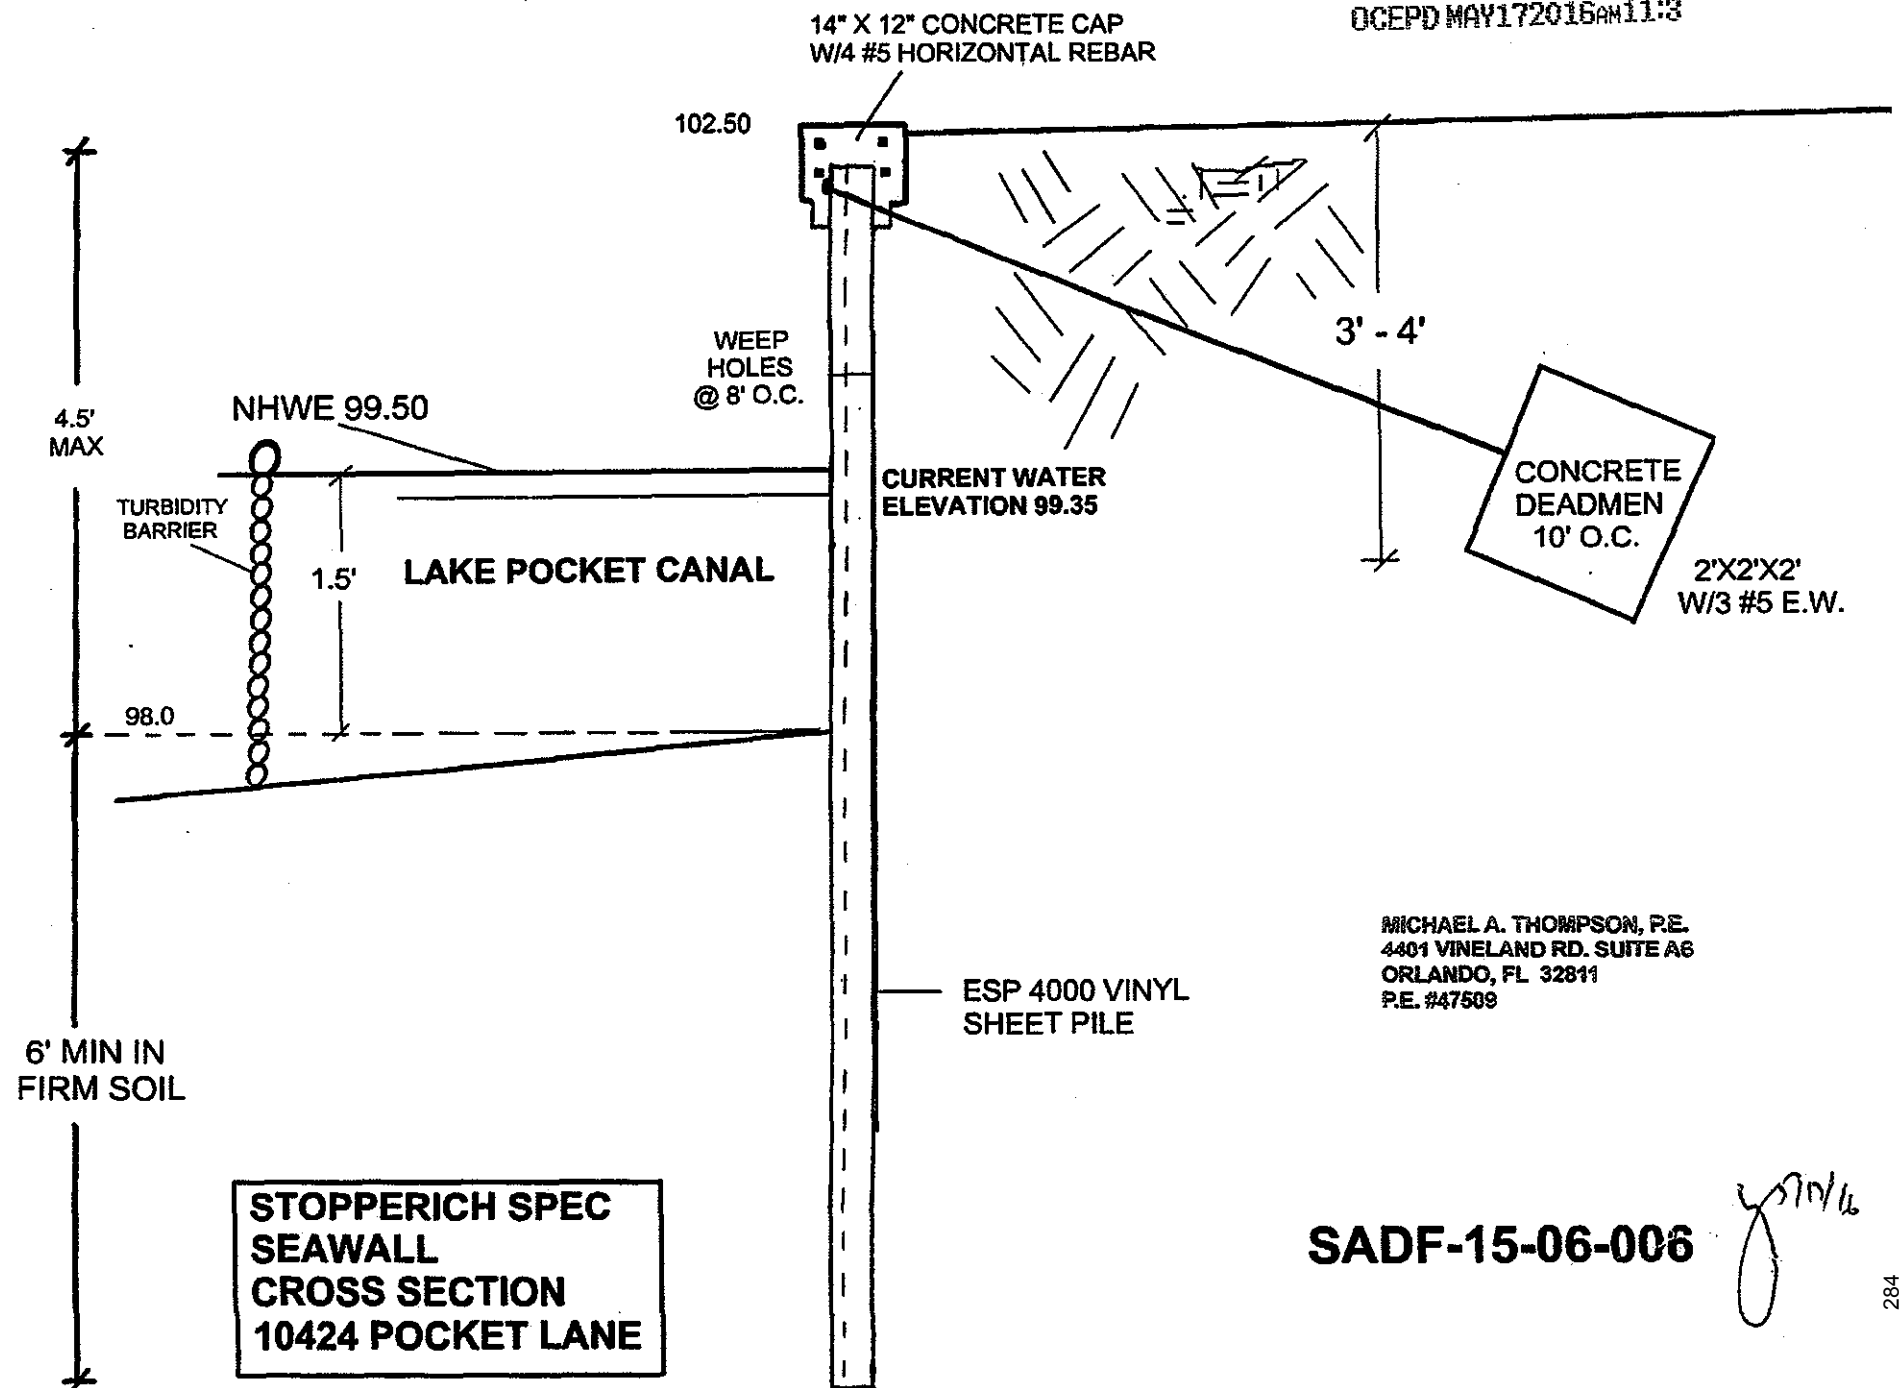 OCEPD MAY172016AM11:3
14" X 12" CONCRETE CAP
W/4 #5 HORIZONTAL REBAR
102.50
3' - 4'
WEEP
HOLES
@ 8' O.C.
4.5'
MAX
NHWE 99.50
CURRENT WATER
ELEVATION 99.35
TURBIDITY
BARRIER
1.5'
LAKE POCKET CANAL
CONCRETE
DEADMEN
10' O.C.
2'X2'X2'
W/3 #5 E.W.
98.0
MICHAEL A. THOMPSON, P.E.
4401 VINELAND RD. SUITE A6
ORLANDO, FL 32811
P.E. #47509
ESP 4000 VINYL
SHEET PILE
6' MIN IN
FIRM SOIL
STOPPERICH SPEC
SEAWALL
CROSS SECTION
10424 POCKET LANE
SADF-15-06-006
284